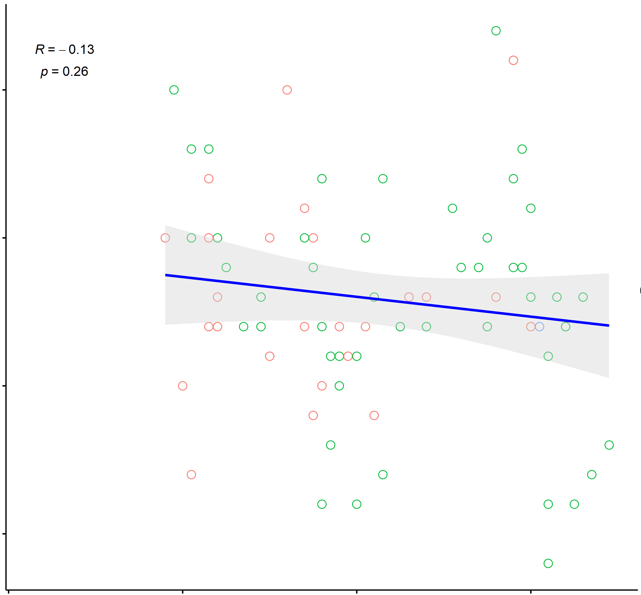 R = – 0.13
p = 0.26